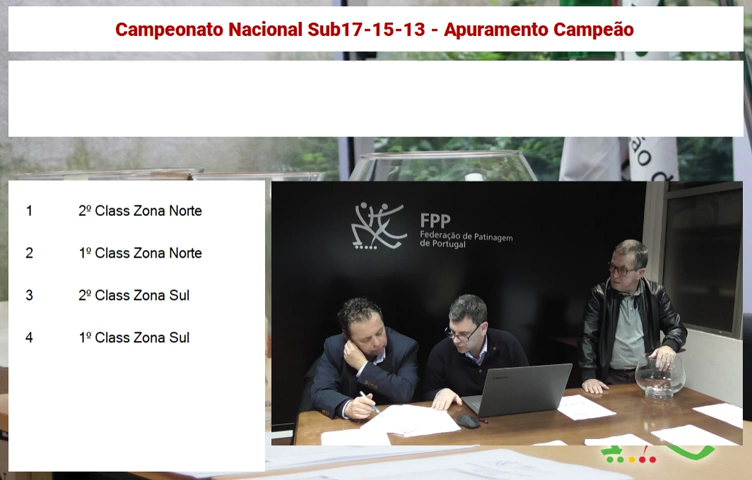 Campeonato Nacional Sub17-15-13 - Apuramento Campeão
1 2º Class Zona Norte
2 1º Class Zona Norte
3 2º Class Zona Sul
4 1º Class Zona Sul
FPP
Federação de Patinagem
de Portugal